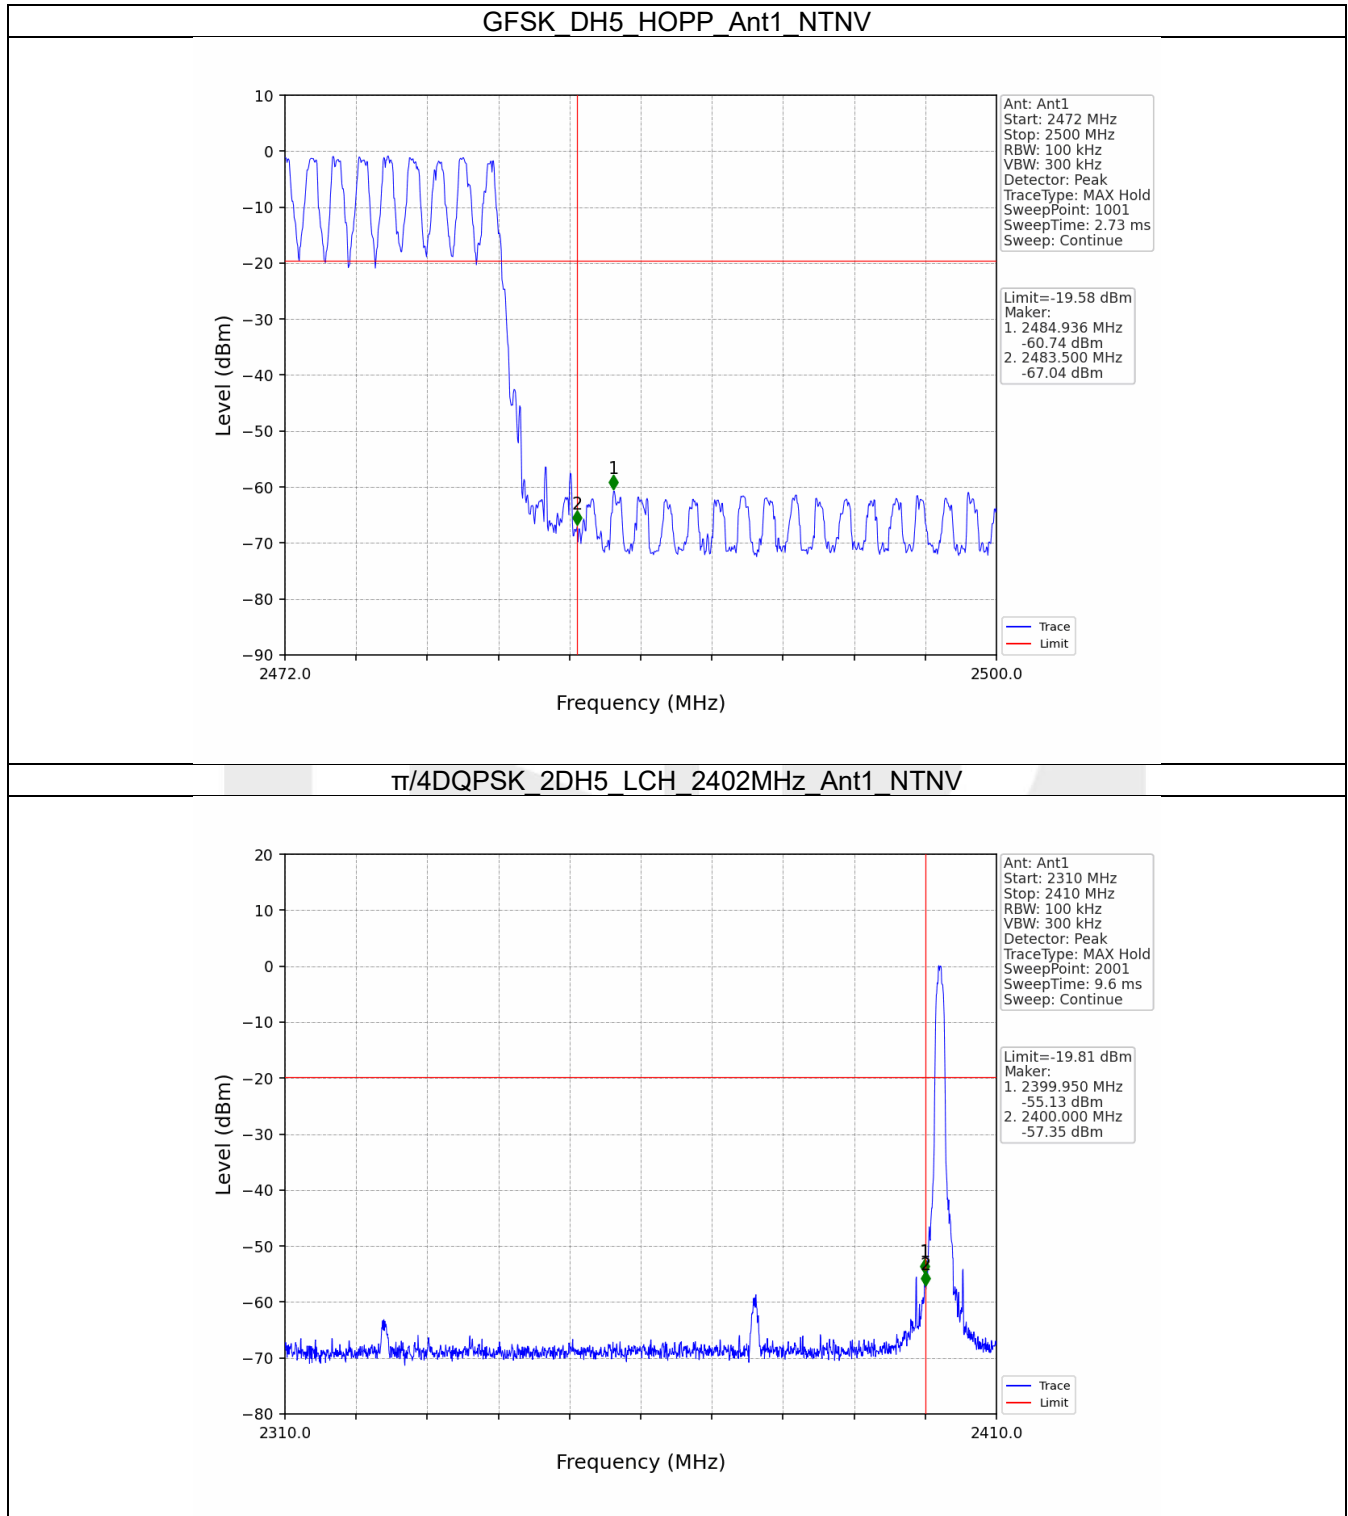 GFSK_DH5_HOPP_Ant1_NTNV
10
0
−10
−20
−30
−40
−50
−60
−70
−80
−90
Level (dBm)
1
2
2472.0
2500.0
Frequency (MHz)
Ant: Ant1
Start: 2472 MHz
Stop: 2500 MHz
RBW: 100 kHz
VBW: 300 kHz
Detector: Peak
TraceType: MAX Hold
SweepPoint: 1001
SweepTime: 2.73 ms
Sweep: Continue
Limit=-19.58 dBm
Maker:
1. 2484.936 MHz
-60.74 dBm
2. 2483.500 MHz
-67.04 dBm
Trace
Limit
π/4DQPSK_2DH5_LCH_2402MHz_Ant1_NTNV
20
10
0
−10
−20
−30
−40
−50
−60
−70
−80
Level (dBm)
1
2
2310.0
2410.0
Frequency (MHz)
Ant: Ant1
Start: 2310 MHz
Stop: 2410 MHz
RBW: 100 kHz
VBW: 300 kHz
Detector: Peak
TraceType: MAX Hold
SweepPoint: 2001
SweepTime: 9.6 ms
Sweep: Continue
Limit=-19.81 dBm
Maker:
1. 2399.950 MHz
-55.13 dBm
2. 2400.000 MHz
-57.35 dBm
Trace
Limit